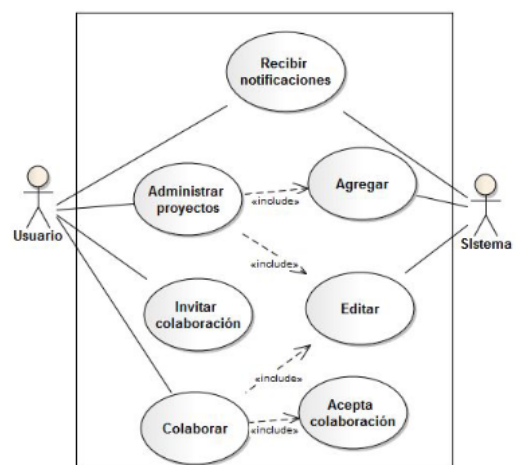 Recibir
notificaciones
Administrar
proyectos
«include»
Agregar
Usuario
SIstema
«include»
Invitar
colaboración
Editar
«include»
Colaborar
«include»
Acepta
colaboración